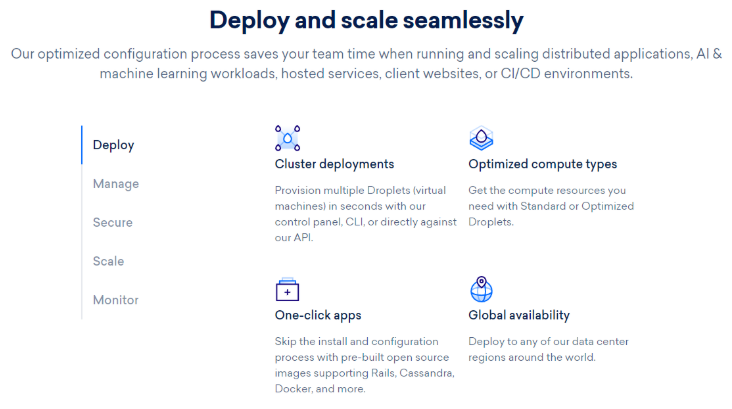 Deploy and scale seamlessly
Our optimized configuration process saves your team time when running and scaling distributed applications, AI &
machine learning workloads, hosted services, client websites, or CI/CD environments.
Deploy
Manage
Secure
Scale
Monitor
Cluster deployments
Provision multiple Droplets (virtual
machines) in seconds with our
control panel, CLI, or directly against
our API.
Optimized compute types
Get the compute resources you
need with Standard or Optimized
Droplets.
One-click apps
Skip the install and configuration
process with pre-built open source
images supporting Rails, Cassandra,
Docker, and more.
Global availability
Deploy to any of our data center
regions around the world.